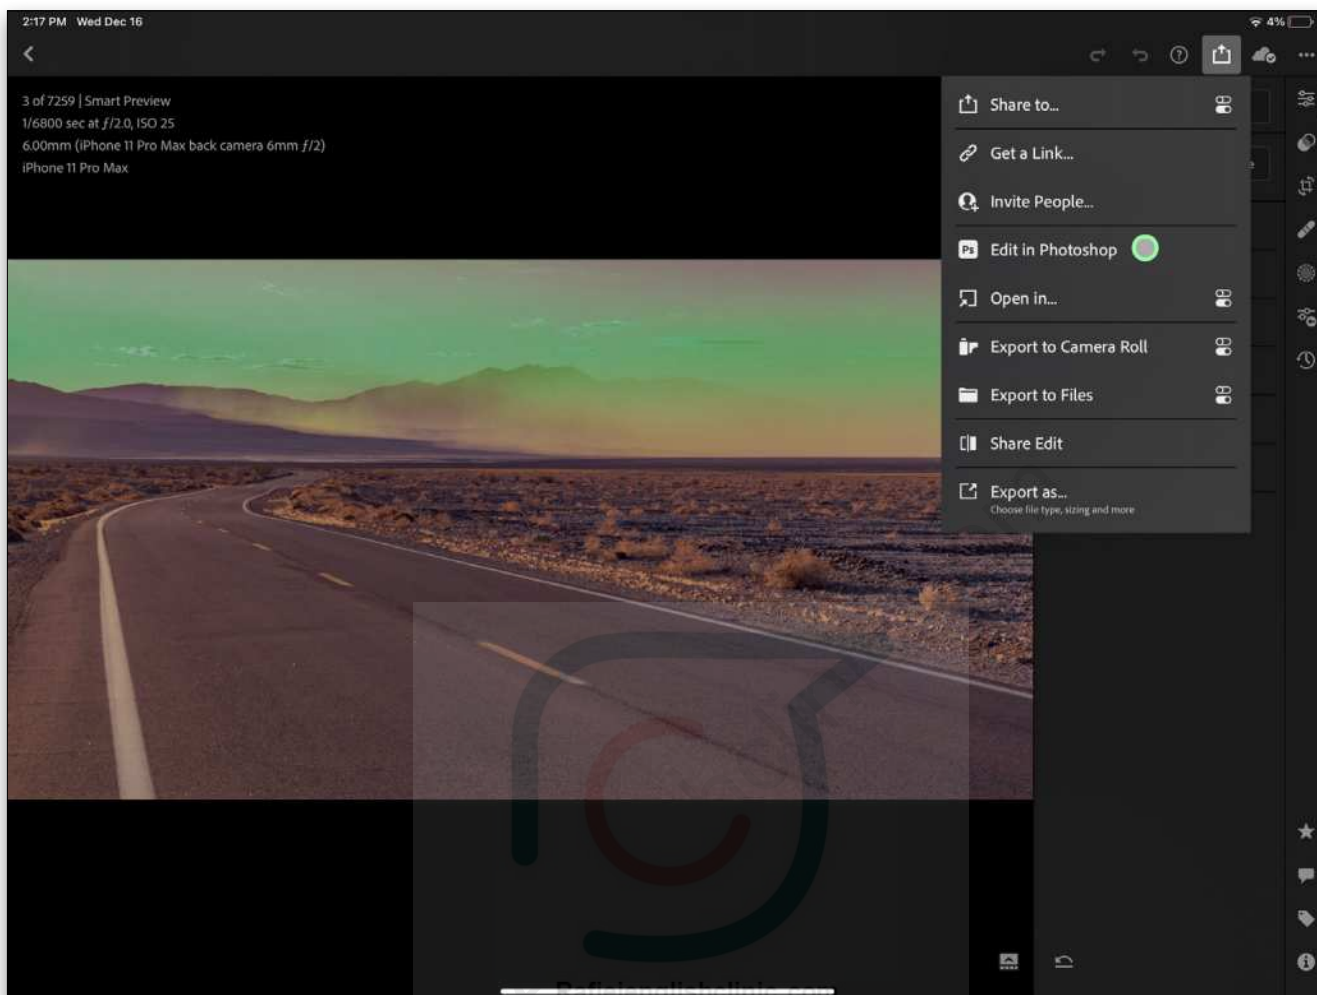 2:17 PM Wed Dec 16
4%
3 of 7259 | Smart Preview
1/6800 sec at ƒ/2.0, ISO 25
6.00mm (iPhone 11 Pro Max back camera 6mm ƒ/2)
iPhone 11 Pro Max
Share to...
Get a Link...
Invite People...
Ps Edit in Photoshop
Open in...
Export to Camera Roll
Export to Files
Share Edit
Export as...
Choose file type, sizing and more